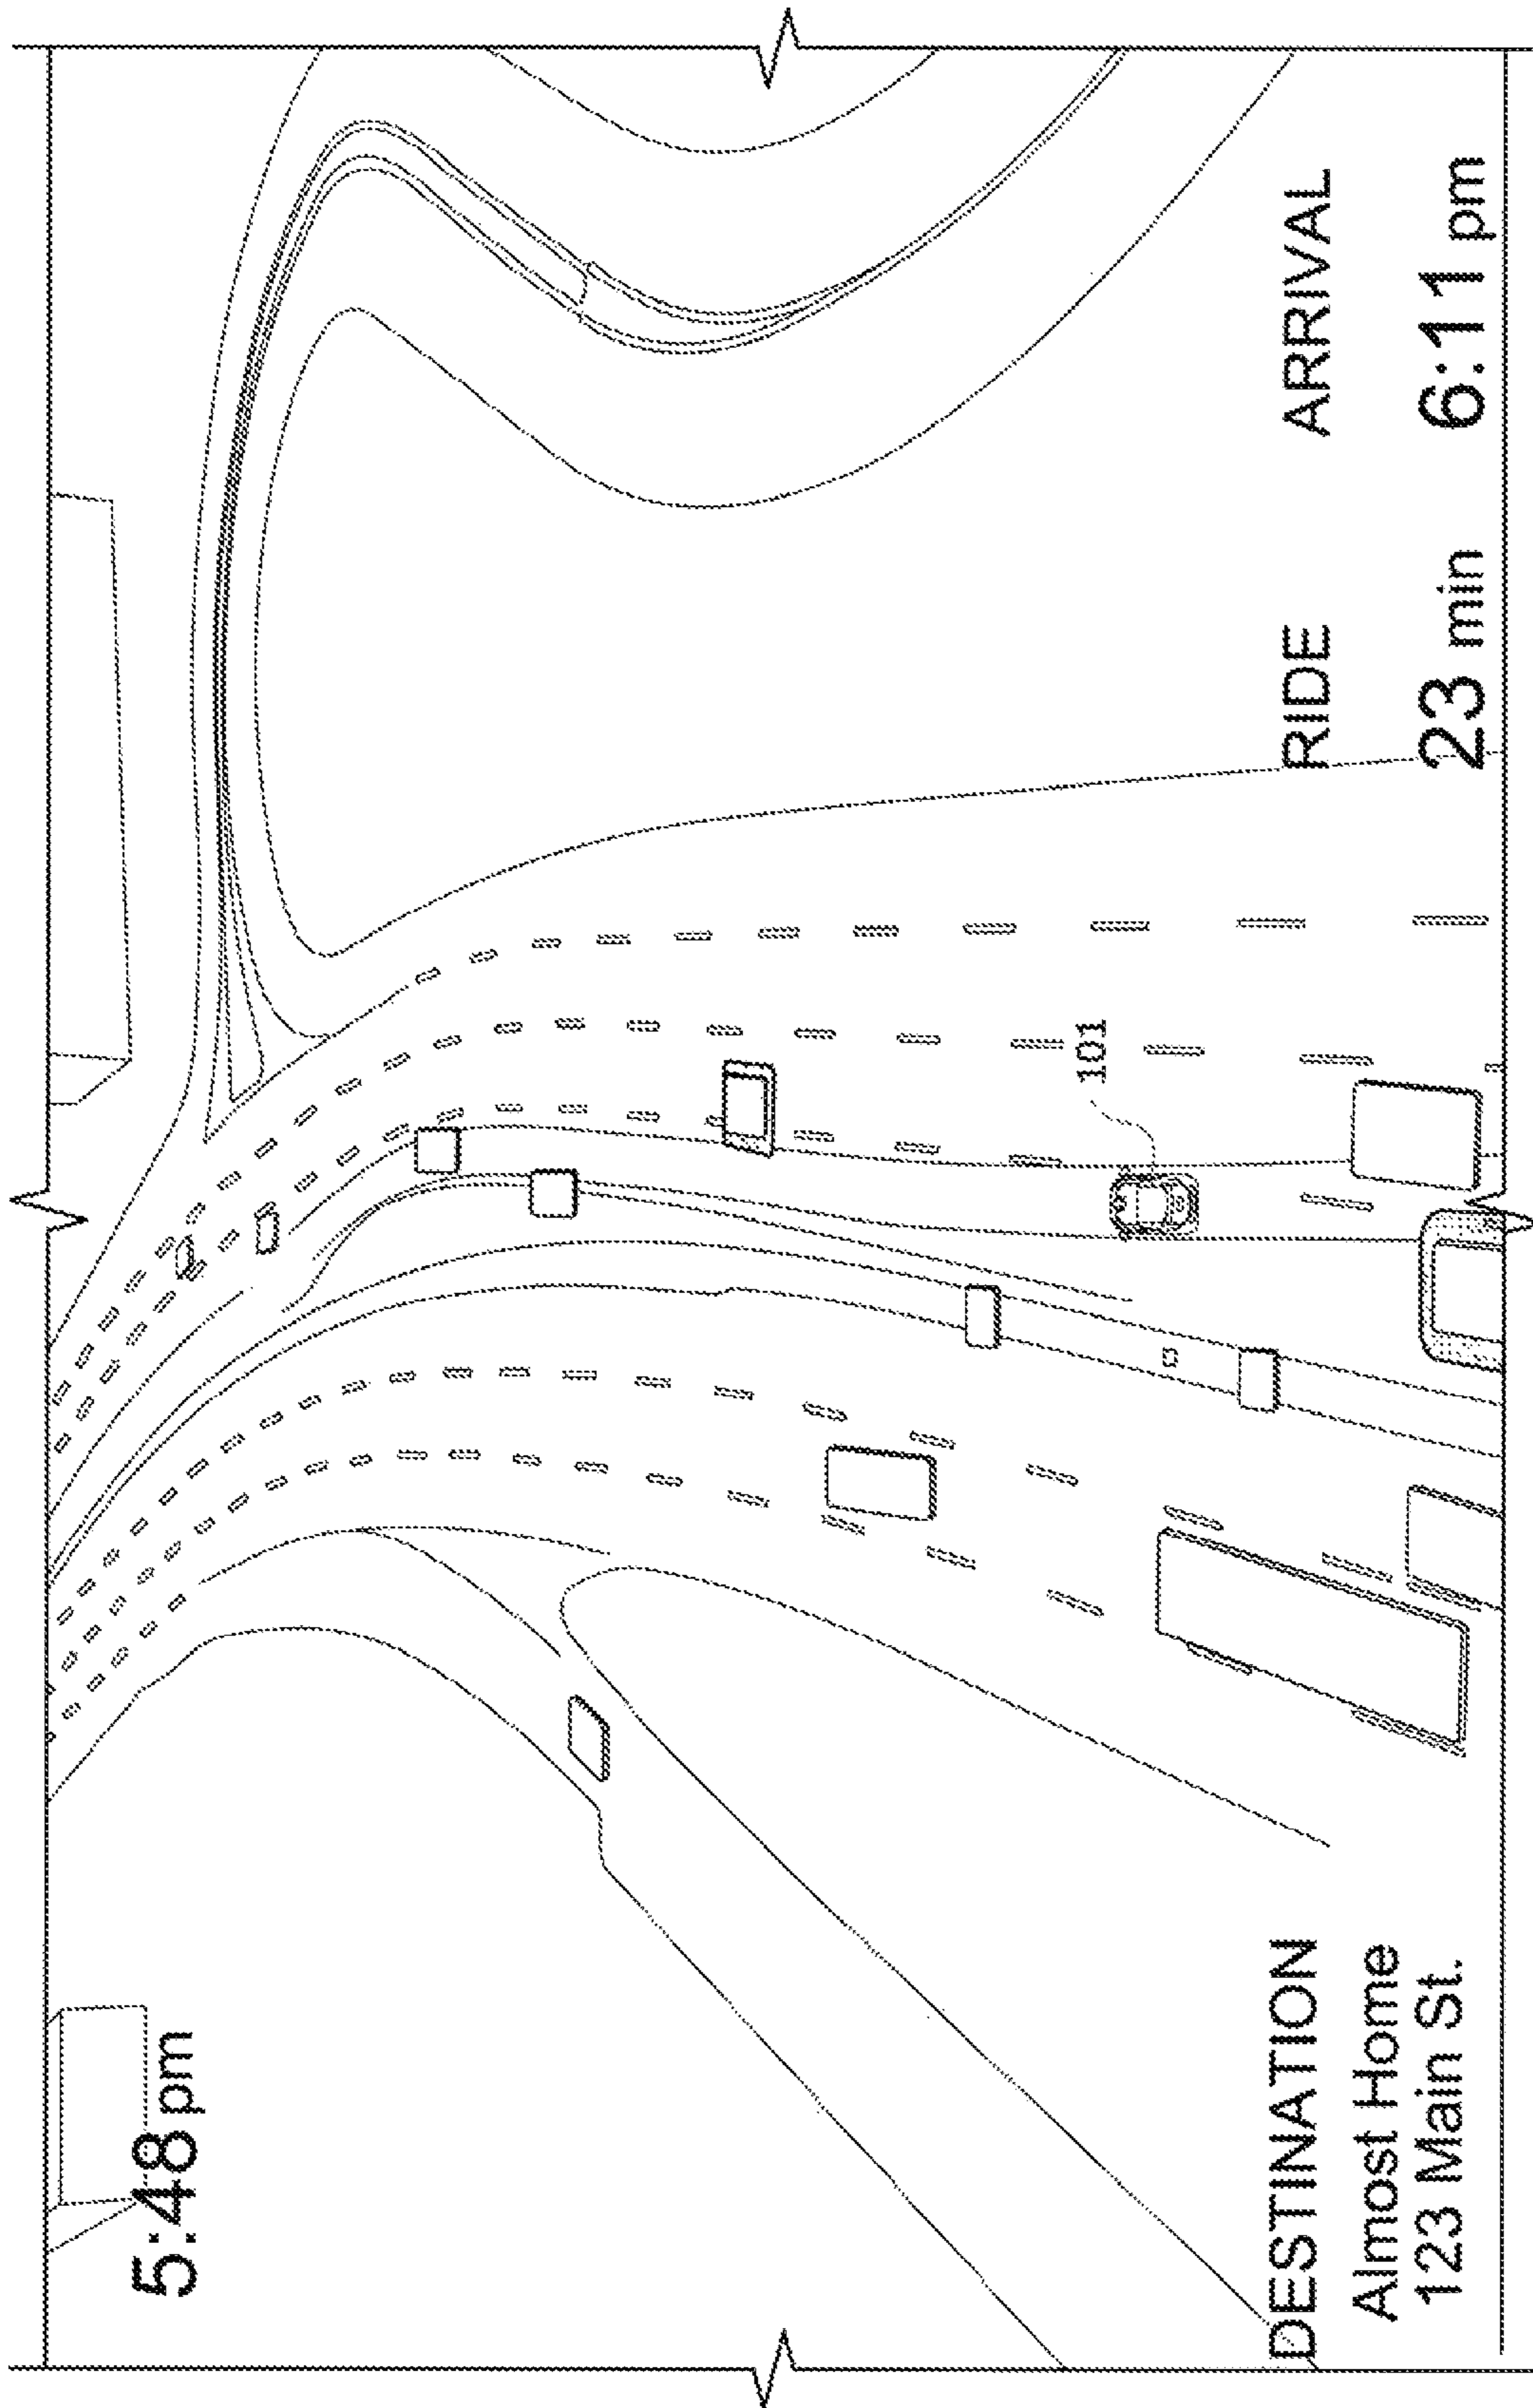 5:48 pm
101
DESTINATION
Almost Home
123 Main St.
RIDE
23 min
ARRIVAL
6:11 pm